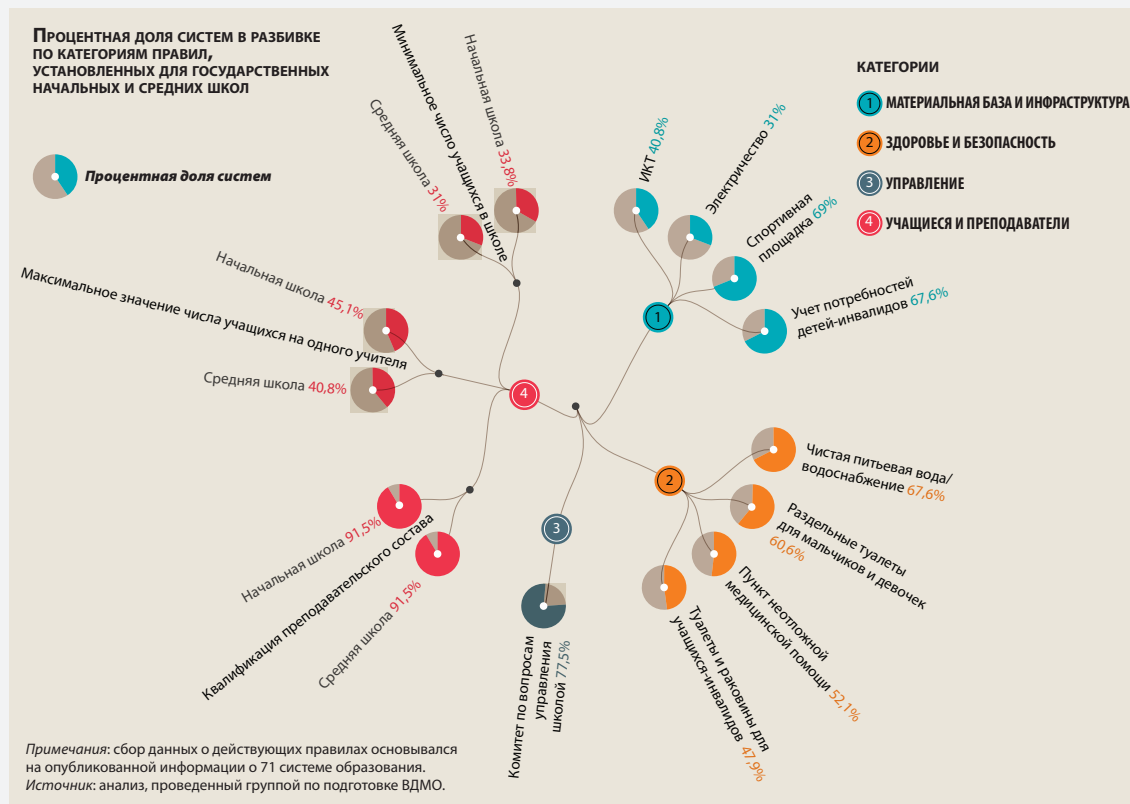 ПРОЦЕНТНАЯ ДОЛЯ СИСТЕМ В РАЗБИВКЕ
ПО КАТЕГОРИЯМ ПРАВИЛ,
УСТАНОВЛЕННЫХ ДЛЯ ГОСУДАРСТВЕННЫХ
НАЧАЛЬНЫХ И СРЕДНИХ ШКОЛ
Процентная доля систем
КАТЕГОРИИ
1 МАТЕРИАЛЬНАЯ БАЗА И ИНФРАСТРУКТУРА
2 ЗДОРОВЬЕ И БЕЗОПАСНОСТЬ
3 УПРАВЛЕНИЕ
4 УЧАЩИЕСЯ И ПРЕПОДАВАТЕЛИ
Минимальное число учащихся в школе
Начальная школа 33,8%
Средняя школа 31%
Максимальное значение числа учащихся на одного учителя
Начальная школа 45,1%
Средняя школа 40,8%
Квалификация преподавательского состава
Начальная школа 91,5%
Средняя школа 91,5%
4
1
ИКТ 40,8%
Электричество 31%
Спортивная
площадка 69%
Учет потребностей
детей-инвалидов 67,6%
2
Чистая питьевая вода/
водоснабжение 67,6%
Раздельные туалеты
для мальчиков и девочек
60,6%
Пункт неотложной
медицинской помощи 52,1%
Туалеты и раковины для
учащихся-инвалидов 47,9%
3
Комитет по вопросам
управления
школой 77,5%
Примечания: сбор данных о действующих правилах основывался
на опубликованной информации о 71 системе образования.
Источник: анализ, проведенный группой по подготовке ВДМО.